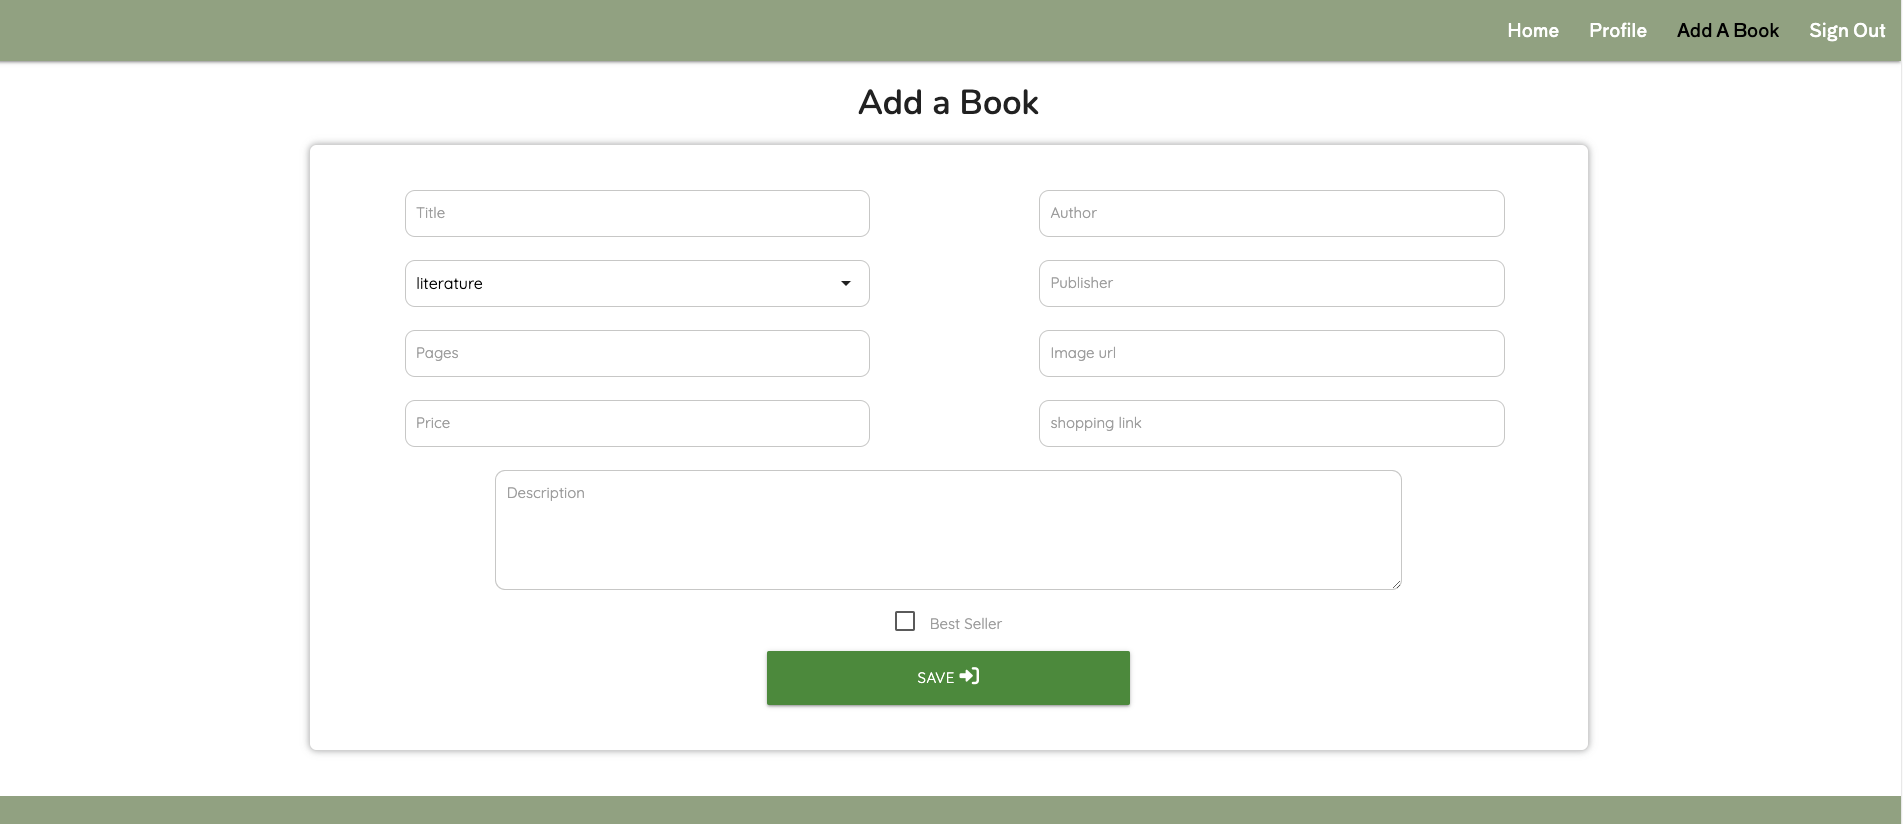 Home Profile Add A Book Sign Out
Add a Book
Title Author
literature Publisher
Pages Image url
Price shopping link
Description
Best Seller
SAVE